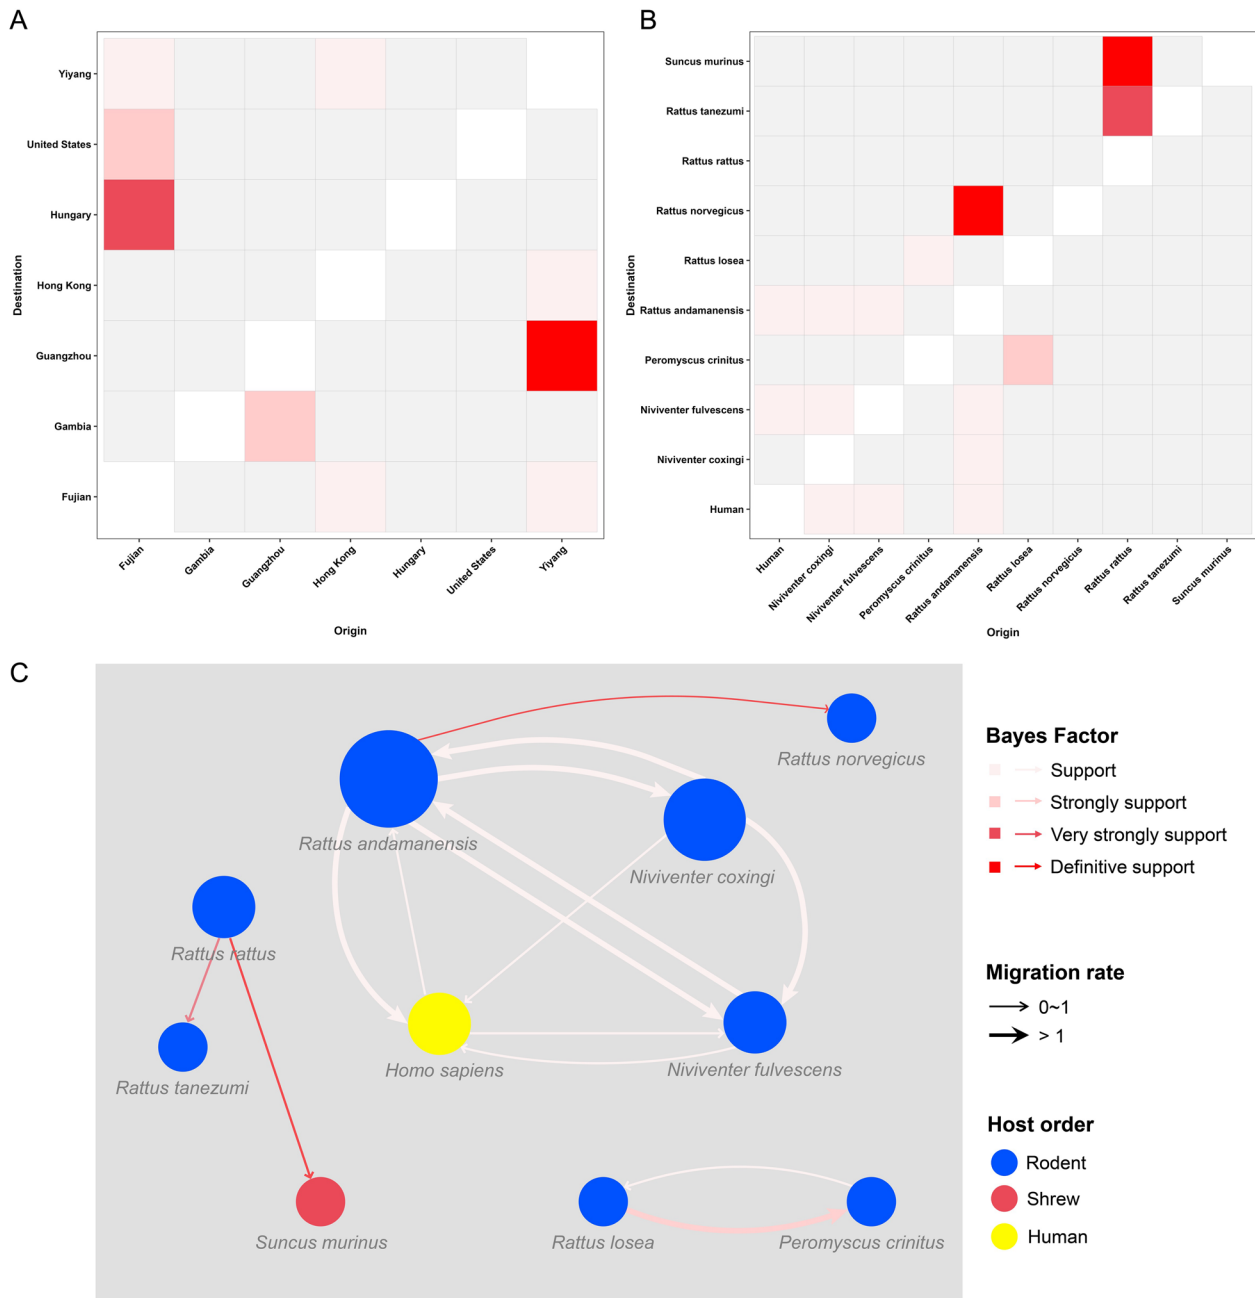 A
Destination
Yiyang
United States
Hungary
Hong Kong
Guangzhou
Gambia
Fujian
Fujian
Gambia
Guangzhou
Hong Kong
Hungary
United States
Yiyang
Origin
B
Destination
Suncus murinus
Rattus tanezumi
Rattus rattus
Rattus norvegicus
Rattus losea
Rattus andamanensis
Peromyscus crinitus
Niviventer fulvescens
Niviventer coxingi
Human
Human
Niviventer coxingi
Niviventer fulvescens
Peromyscus crinitus
Rattus andamanensis
Rattus losea
Rattus norvegicus
Rattus rattus
Rattus tanezumi
Suncus murinus
Origin
C
Rattus norvegicus
Rattus andamanensis
Niviventer coxingi
Rattus rattus
Homo sapiens
Niviventer fulvescens
Rattus tanezumi
Suncus murinus
Rattus losea
Peromyscus crinitus
Bayes Factor
Support
Strongly support
Very strongly support
Definitive support
Migration rate
0~1
> 1
Host order
Rodent
Shrew
Human